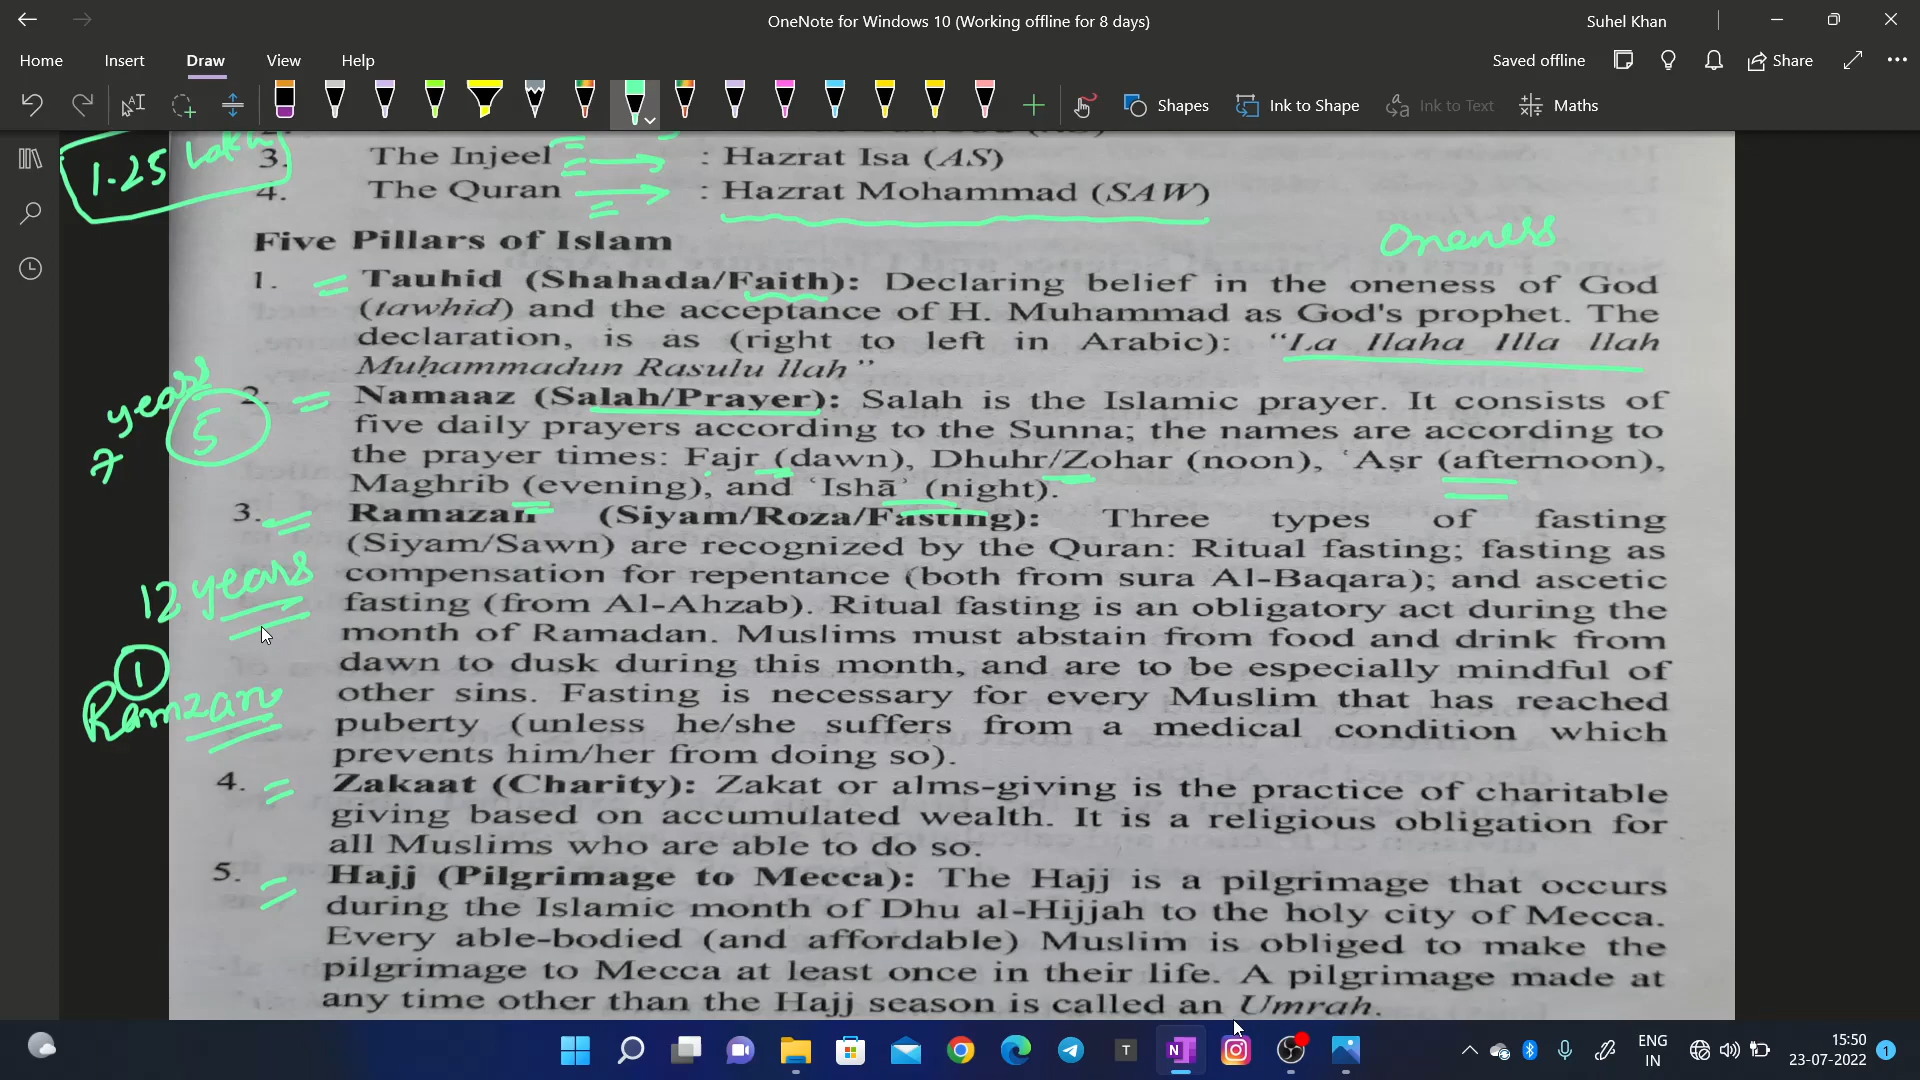 OneNote for Windows 10 (Working offline for 8 days)
Suhel Khan
Home Insert Draw View Help
Saved offline Share
Shapes Ink to Shape Ink to Text Maths
1.25 Lakh
3. The Injeel : Hazrat Isa (AS)
4. The Quran : Hazrat Mohammad (SAW)
Oneness
Five Pillars of Islam
1. Tauhid (Shahada/Faith): Declaring belief in the oneness of God
(tawhid) and the acceptance of H. Muhammad as God's prophet. The
declaration, is as (right to left in Arabic): "La Ilaha Illa llah
Muḥammadun Rasulu llah"
7 years
5
2. Namaaz (Salah/Prayer): Salah is the Islamic prayer. It consists of
five daily prayers according to the Sunna; the names are according to
the prayer times: Fajr (dawn), Dhuhr/Zohar (noon), ʿAṣr (afternoon),
Maghrib (evening), and ʿIshāʾ (night).
3. Ramazan (Siyam/Roza/Fasting): Three types of fasting
(Siyam/Sawn) are recognized by the Quran: Ritual fasting; fasting as
compensation for repentance (both from sura Al-Baqara); and ascetic
fasting (from Al-Ahzab). Ritual fasting is an obligatory act during the
month of Ramadan. Muslims must abstain from food and drink from
dawn to dusk during this month, and are to be especially mindful of
other sins. Fasting is necessary for every Muslim that has reached
puberty (unless he/she suffers from a medical condition which
prevents him/her from doing so).
12 years
1
Ramzan
4. Zakaat (Charity): Zakat or alms-giving is the practice of charitable
giving based on accumulated wealth. It is a religious obligation for
all Muslims who are able to do so.
5. Hajj (Pilgrimage to Mecca): The Hajj is a pilgrimage that occurs
during the Islamic month of Dhu al-Hijjah to the holy city of Mecca.
Every able-bodied (and affordable) Muslim is obliged to make the
pilgrimage to Mecca at least once in their life. A pilgrimage made at
any time other than the Hajj season is called an Umrah.
T N
ENG
IN
15:50
23-07-2022
1